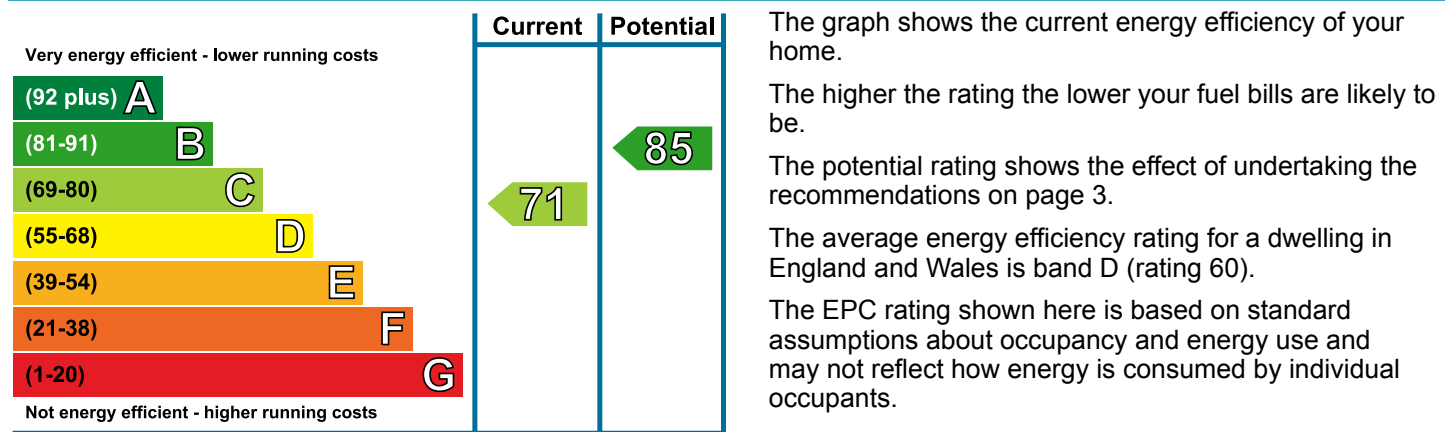 Current Potential
Very energy efficient - lower running costs
(92 plus) A
(81-91) B
85
(69-80) C
71
(55-68) D
(39-54) E
(21-38) F
(1-20) G
Not energy efficient - higher running costs
The graph shows the current energy efficiency of your
home.
The higher the rating the lower your fuel bills are likely to
be.
The potential rating shows the effect of undertaking the
recommendations on page 3.
The average energy efficiency rating for a dwelling in
England and Wales is band D (rating 60).
The EPC rating shown here is based on standard
assumptions about occupancy and energy use and
may not reflect how energy is consumed by individual
occupants.